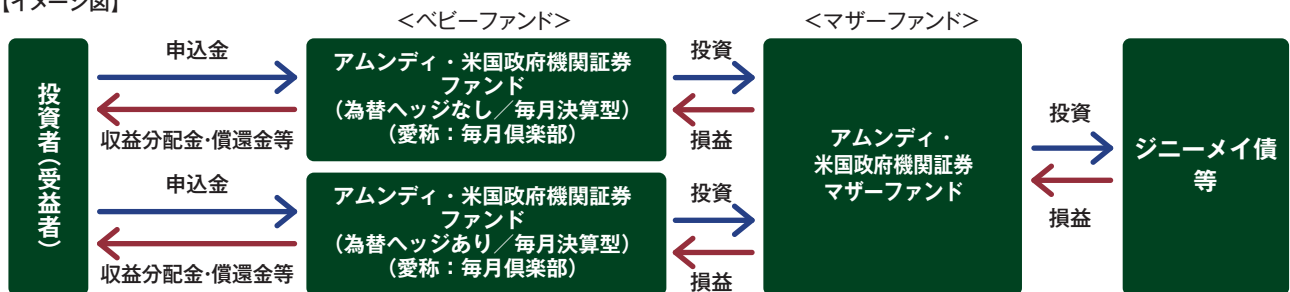 【イメージ図】
<ベビーファンド>
<マザーファンド>
投資者(受益者)
申込金
収益分配金・償還金等
アムンディ・米国政府機関証券
ファンド
(為替ヘッジなし/毎月決算型)
(愛称:毎月倶楽部)
投資
損益
申込金
収益分配金・償還金等
アムンディ・米国政府機関証券
ファンド
(為替ヘッジあり/毎月決算型)
(愛称:毎月倶楽部)
投資
損益
アムンディ・
米国政府機関証券
マザーファンド
投資
損益
ジニーメイ債
等